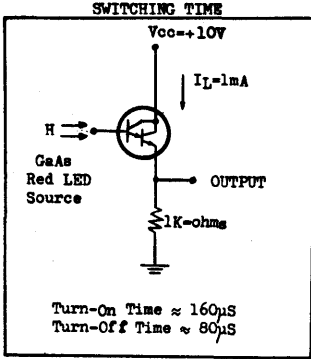 SWITCHING TIME
Vcc=+10V
IL=1mA
H
GaAs
Red LED
Source
OUTPUT
1K=ohms
Turn-On Time ≈ 160μS
Turn-Off Time ≈ 80μS